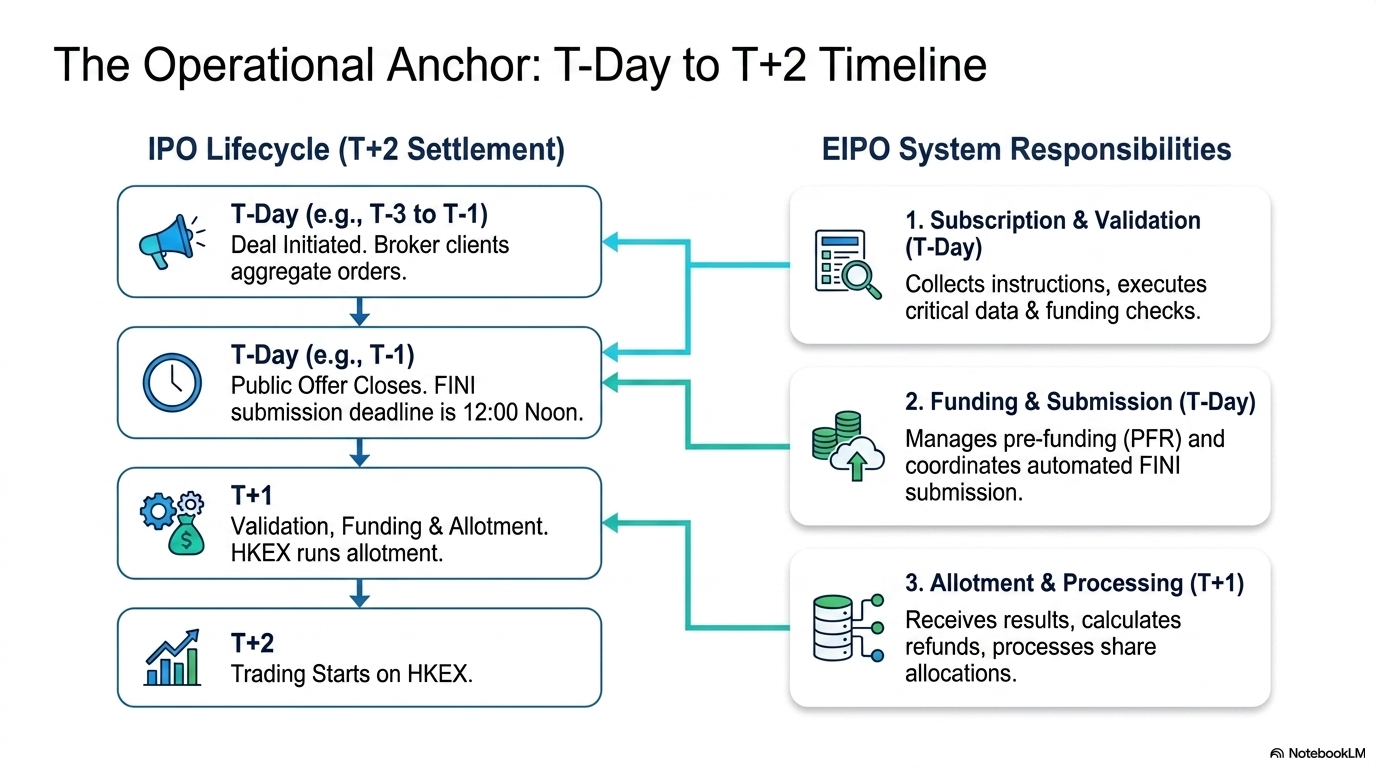 The Operational Anchor: T-Day to T+2 Timeline
IPO Lifecycle (T+2 Settlement)
T-Day (e.g., T-3 to T-1)
Deal Initiated. Broker clients
aggregate orders.
T-Day (e.g., T-1)
Public Offer Closes. FINI
submission deadline is 12:00 Noon.
T+1
Validation, Funding & Allotment.
HKEX runs allotment.
T+2
Trading Starts on HKEX.
EIPO System Responsibilities
1. Subscription & Validation
(T-Day)
Collects instructions, executes
critical data & funding checks.
2. Funding & Submission (T-Day)
Manages pre-funding (PFR) and
coordinates automated FINI
submission.
3. Allotment & Processing (T+1)
Receives results, calculates
refunds, processes share
allocations.
NotebookLM